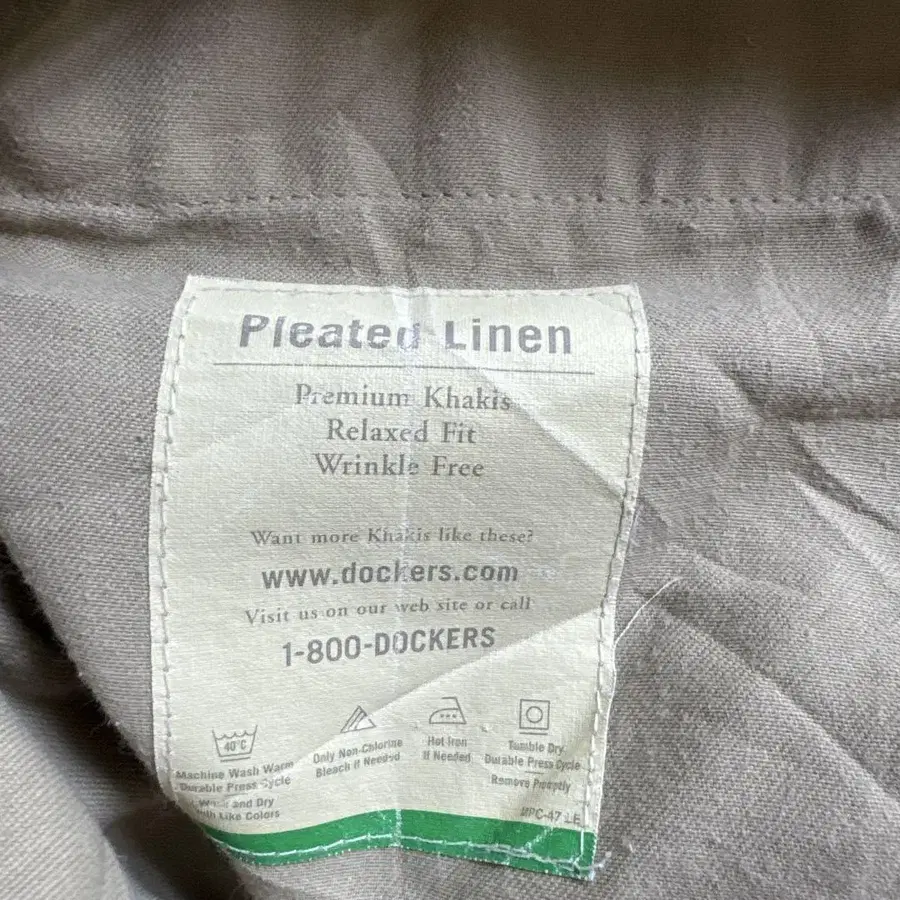 Pleated Linen
Premium Khakis
Relaxed Fit
Wrinkle Free
Want more Khakis like these?
www.dockers.com
Visit us on our web site or call
1-800-DOCKERS
40°C
Machine Wash Warm
Durable Press Cycle
Wash and Dry
With Like Colors
Only Non-Chlorine
Bleach If Needed
Hot Iron
If Needed
Tumble Dry
Durable Press Cycle
Remove Promptly